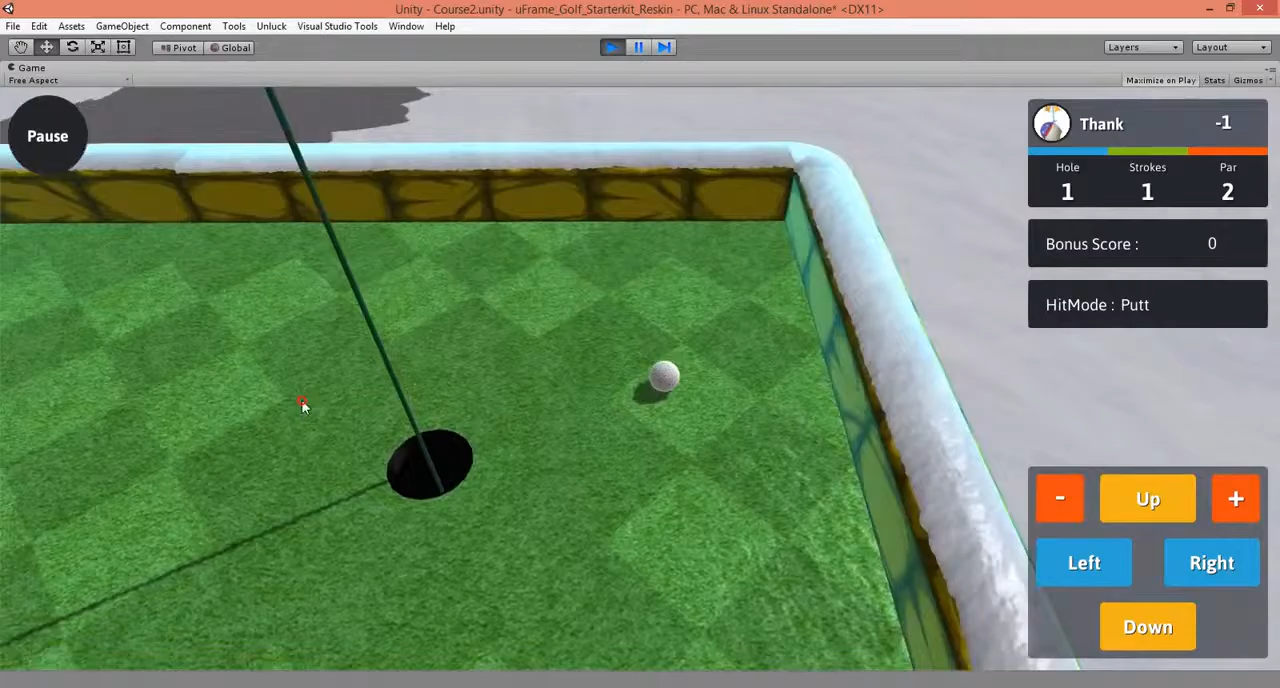 Unity - Course2.unity - uFrame_Golf_Starterkit_Reskin - PC, Mac & Linux Standalone* <DX11>
File Edit Assets GameObject Component Tools Unluck Visual Studio Tools Window Help
Pivot Global Layers Layout
Game
Free Aspect Maximize on Play Stats Gizmos
Pause
Thank -1
Hole Strokes Par
1 1 2
Bonus Score : 0
HitMode : Putt
- Up +
Left Right
Down